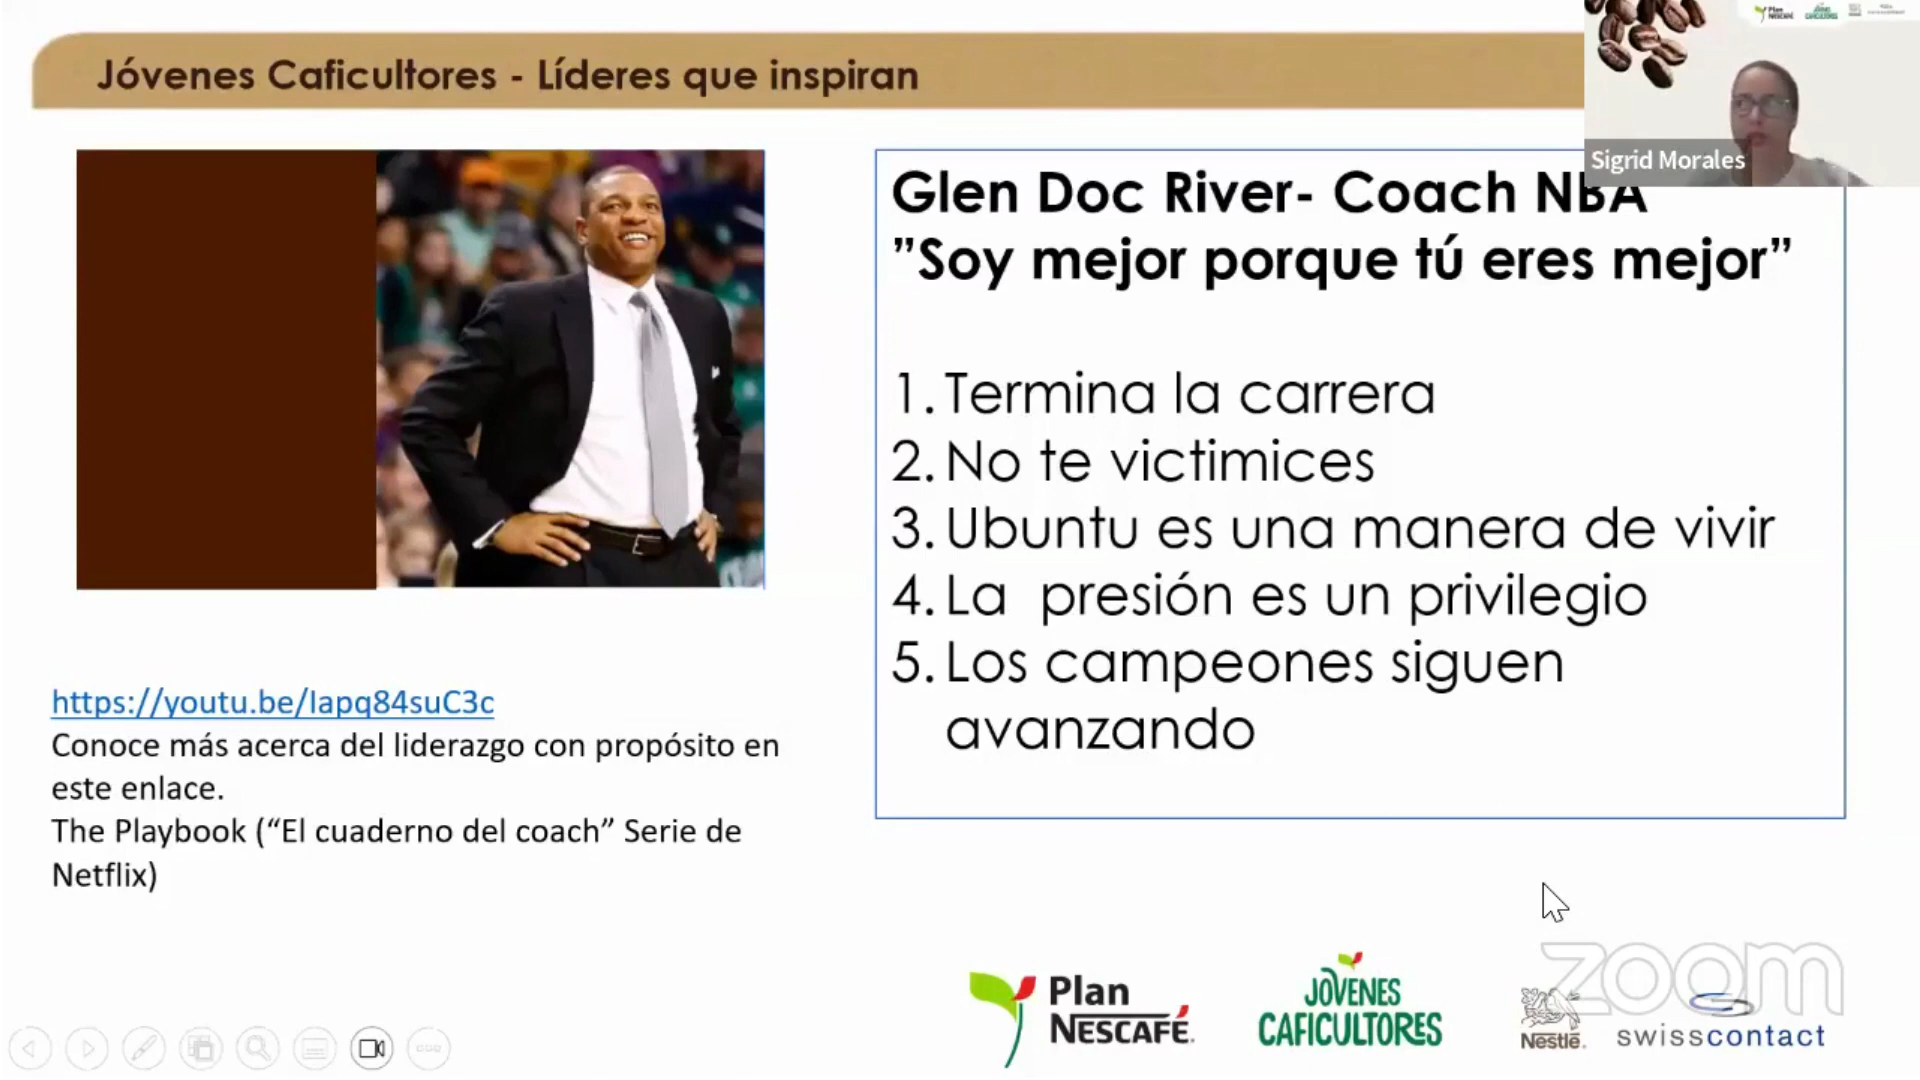 Jóvenes Caficultores - Líderes que inspiran
Sigrid Morales
Glen Doc River- Coach NBA
”Soy mejor porque tú eres mejor”
1. Termina la carrera
2. No te victimices
3. Ubuntu es una manera de vivir
4. La  presión es un privilegio
5. Los campeones siguen
avanzando
https://youtu.be/Iapq84suC3c
Conoce más acerca del liderazgo con propósito en
este enlace.
The Playbook (“El cuaderno del coach” Serie de
Netflix)
Plan
NESCAFÉ.
JÓVENES
CAFICULTORES
Nestlé.
zoom
swisscontact